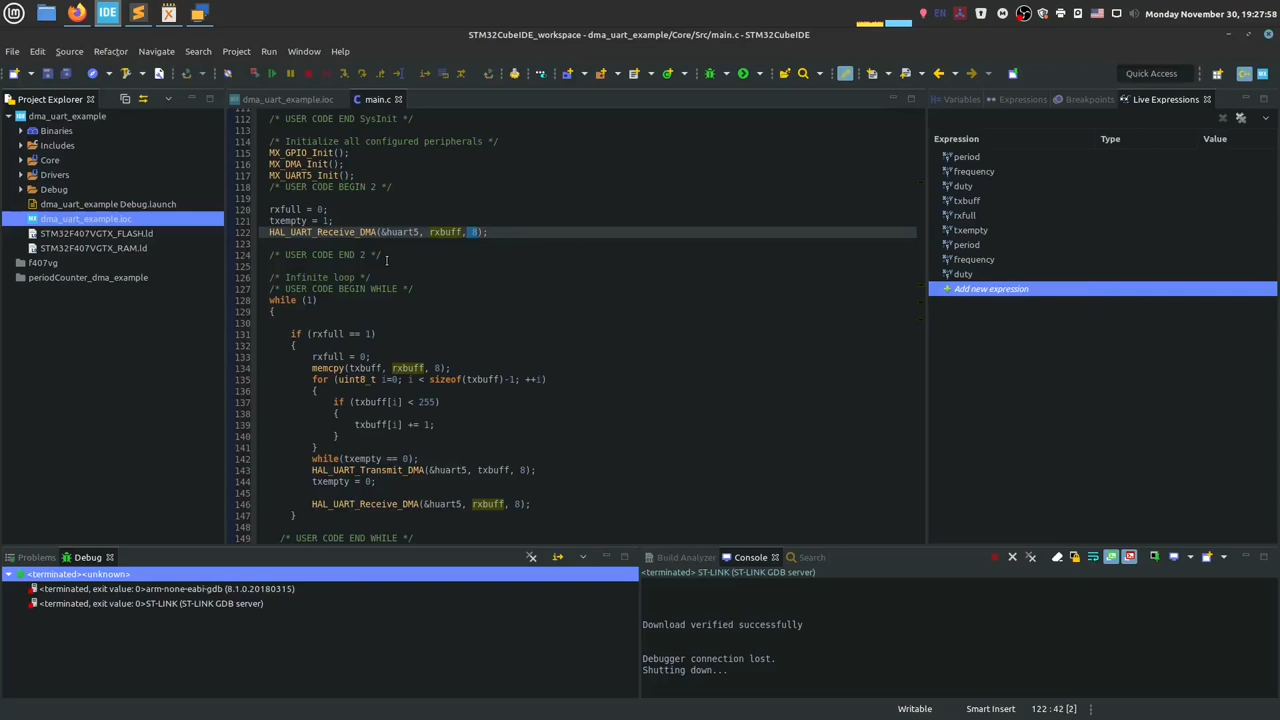 EN
Monday November 30, 19:27:58
STM32CubeIDE_workspace - dma_uart_example/Core/Src/main.c - STM32CubeIDE
File Edit Source Refactor Navigate Search Project Run Window Help
Quick Access
Project Explorer
dma_uart_example
Binaries
Includes
Core
Drivers
Debug
dma_uart_example Debug.launch
dma_uart_example.ioc
STM32F407VGTX_FLASH.ld
STM32F407VGTX_RAM.ld
f407vg
periodCounter_dma_example
dma_uart_example.ioc main.c
112 /* USER CODE END SysInit */
113
114 /* Initialize all configured peripherals */
115 MX_GPIO_Init();
116 MX_DMA_Init();
117 MX_UART5_Init();
118 /* USER CODE BEGIN 2 */
119
120 rxfull = 0;
121 txempty = 1;
122 HAL_UART_Receive_DMA(&huart5, rxbuff, 8);
123
124 /* USER CODE END 2 */
125
126 /* Infinite loop */
127 /* USER CODE BEGIN WHILE */
128 while (1)
129 {
130
131 if (rxfull == 1)
132 {
133 rxfull = 0;
134 memcpy(txbuff, rxbuff, 8);
135 for (uint8_t i=0; i < sizeof(txbuff)-1; ++i)
136 {
137 if (txbuff[i] < 255)
138 {
139 txbuff[i] += 1;
140 }
141 }
142 while(txempty == 0);
143 HAL_UART_Transmit_DMA(&huart5, txbuff, 8);
144 txempty = 0;
145
146 HAL_UART_Receive_DMA(&huart5, rxbuff, 8);
147 }
148
149 /* USER CODE END WHILE */
Variables Expressions Breakpoints Live Expressions
Expression Type Value
period
frequency
duty
txbuff
rxfull
txempty
period
frequency
duty
Add new expression
Problems Debug
<terminated><unknown>
<terminated, exit value: 0>arm-none-eabi-gdb (8.1.0.20180315)
<terminated, exit value: 0>ST-LINK (ST-LINK GDB server)
Build Analyzer Console Search
<terminated> ST-LINK (ST-LINK GDB server)
Download verified successfully
Debugger connection lost.
Shutting down...
Writable Smart Insert 122 : 42 [2]